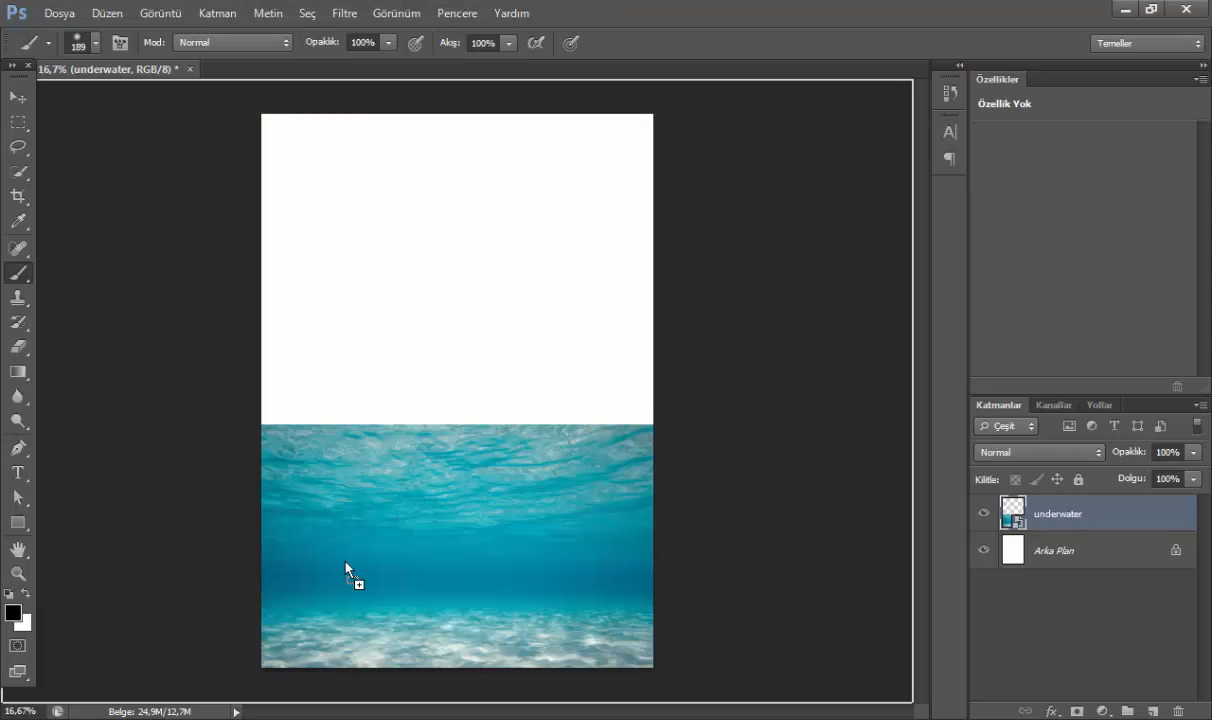 Ps Dosya Düzen Görüntü Katman Metin Seç Filtre Görünüm Pencere Yardım
189 Mod: Normal Opaklık: 100% Akış: 100% Temeller
16,7% (underwater, RGB/8) *
Özellikler
Özellik Yok
Katmanlar Kanallar Yollar
Çeşit
Normal Opaklık: 100%
Kilitle: Dolgu: 100%
underwater
Arka Plan
16,67% Belge: 24,9M/12,7M